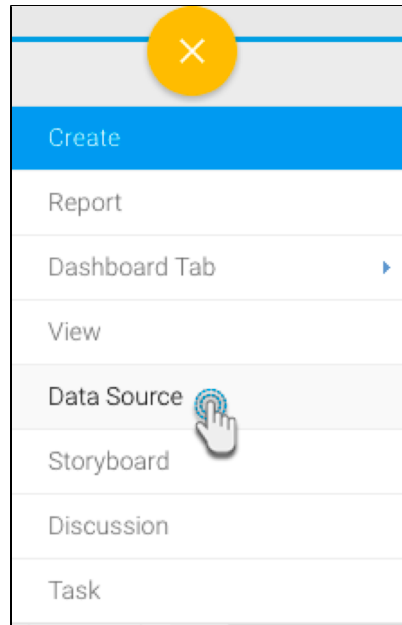 Create
Report
Dashboard Tab
View
Data Source
Storyboard
Discussion
Task